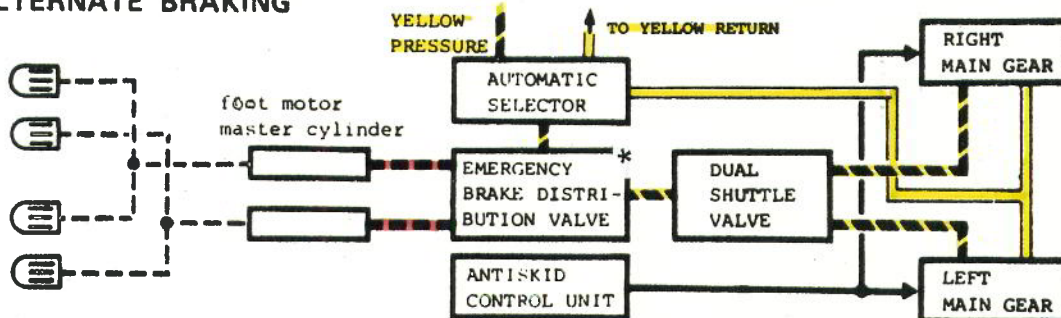 LTERNATE BRAKING
YELLOW
PRESSURE
TO YELLOW RETURN
RIGHT
MAIN GEAR
AUTOMATIC
SELECTOR
foot motor
master cylinder
EMERGENCY *
BRAKE DISTRI-
BUTION VALVE
DUAL
SHUTTLE
VALVE
ANTISKID
CONTROL UNIT
LEFT
MAIN GEAR